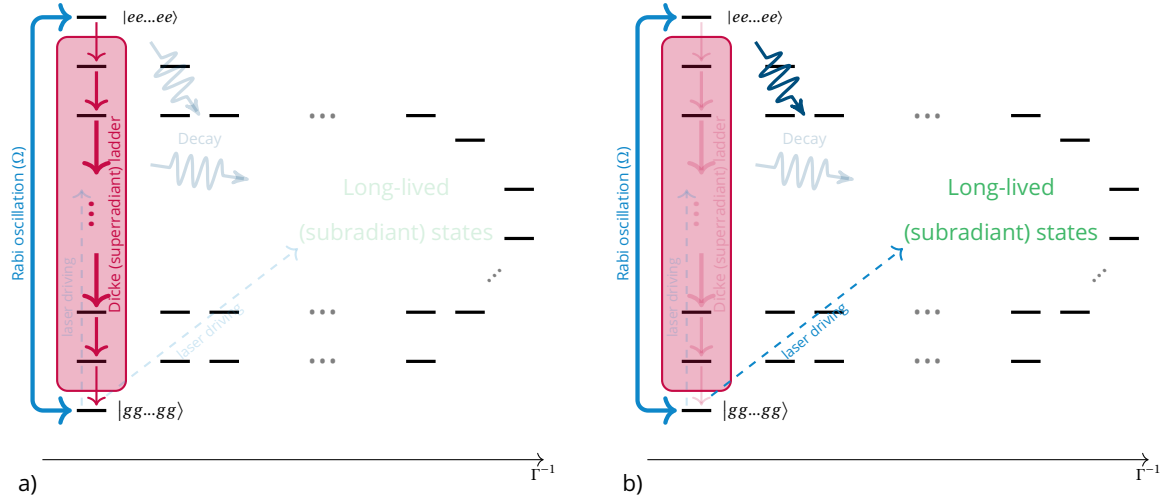 |ee...ee⟩
Decay
Rabi oscillation (Ω)
Dicke (superradiant) ladder
laser driving
Long-lived
(subradiant) states
laser driving
|gg...gg⟩
Γ⁻¹
a)
|ee...ee⟩
Decay
Rabi oscillation (Ω)
Dicke (superradiant) ladder
laser driving
Long-lived
(subradiant) states
laser driving
|gg...gg⟩
Γ⁻¹
b)